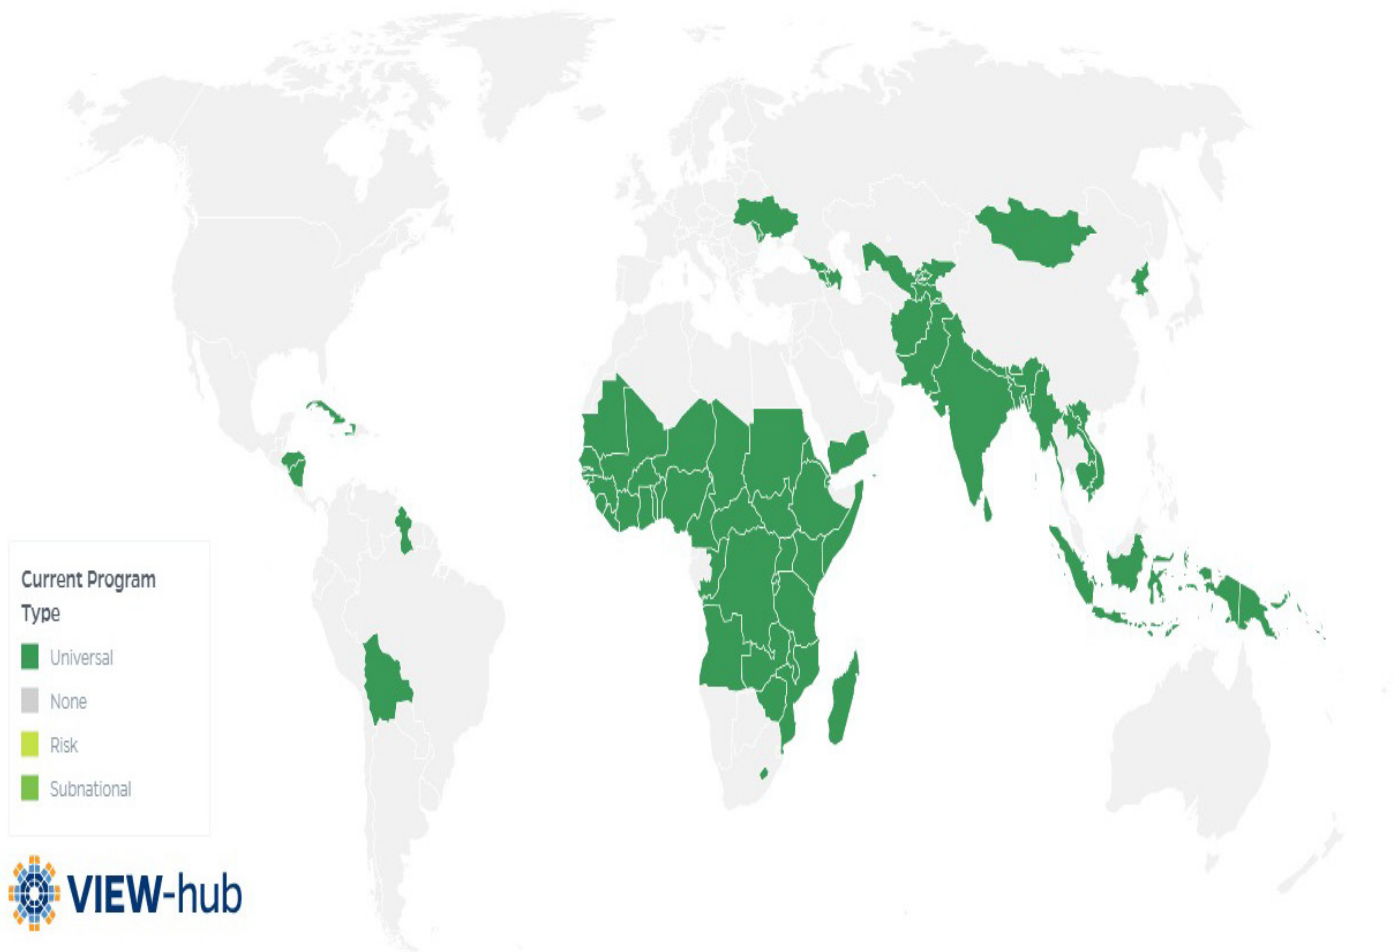 Current Program
Type
Universal
None
Risk
Subnational
VIEW-hub